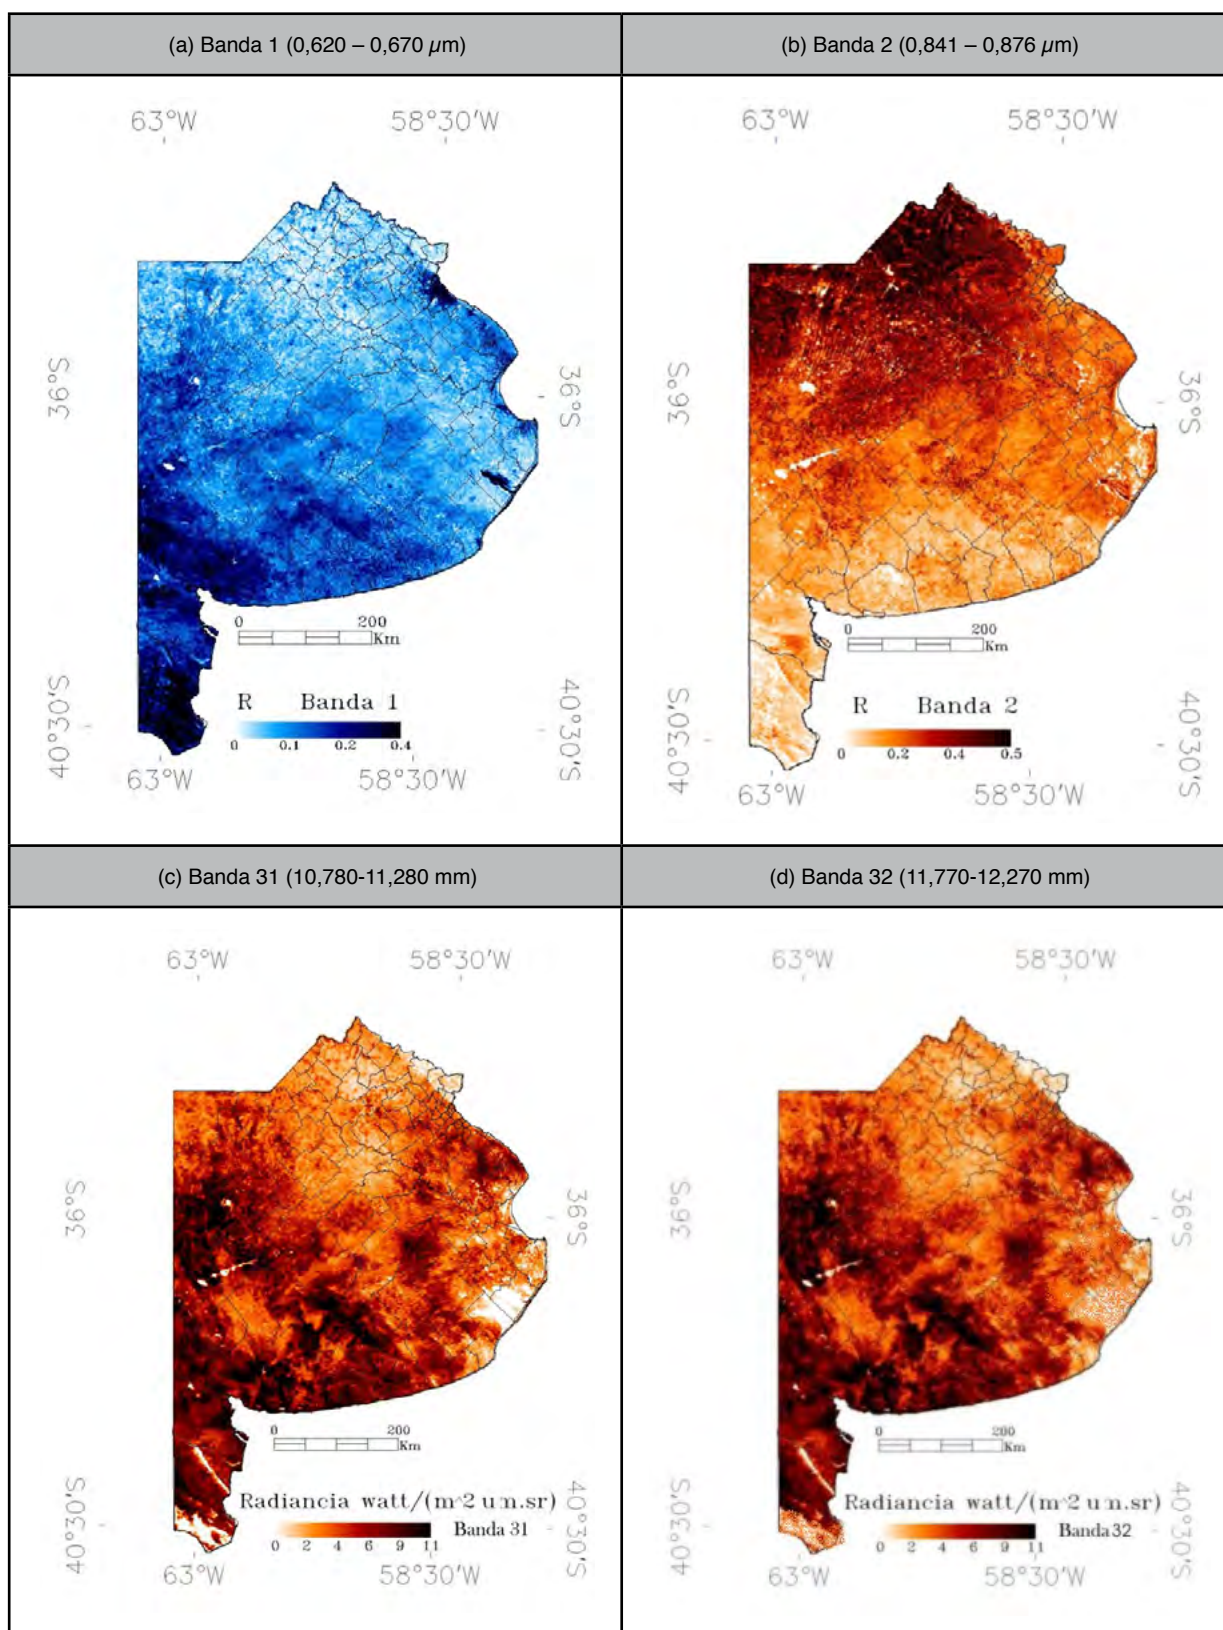 (a) Banda 1 (0,620 – 0,670 µm)
(b) Banda 2 (0,841 – 0,876 µm)
63°W 58°30'W
36°S 36°S
0 200
Km
R Banda 1
0 0.1 0.2 0.4
40°30'S 40°30'S
63°W 58°30'W
63°W 58°30'W
36°S 36°S
0 200
Km
R Banda 2
0 0.2 0.4 0.5
40°30'S 40°30'S
63°W 58°30'W
(c) Banda 31 (10,780-11,280 mm)
(d) Banda 32 (11,770-12,270 mm)
63°W 58°30'W
36°S 36°S
0 200
Km
Radiancia watt/(m^2 um.sr)
Banda 31
0 2 4 6 9 11
40°30'S 40°30'S
63°W 58°30'W
63°W 58°30'W
36°S 36°S
0 200
Km
Radiancia watt/(m^2 um.sr)
Banda 32
0 2 4 6 9 11
40°30'S 40°30'S
63°W 58°30'W